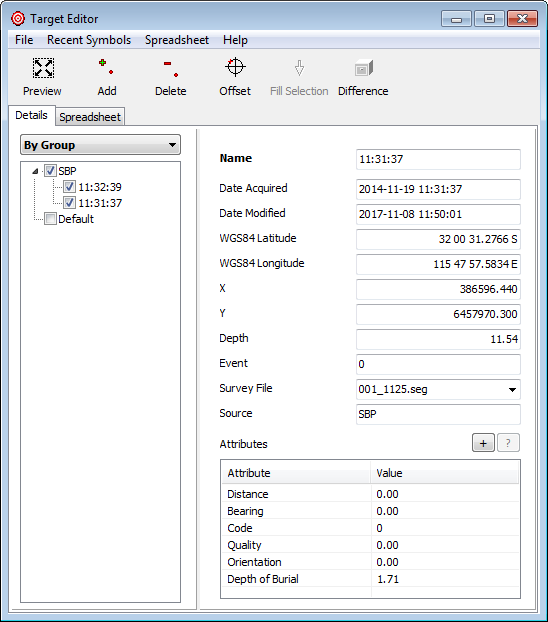 Target Editor
File Recent Symbols Spreadsheet Help
Preview Add Delete Offset Fill Selection Difference
Details Spreadsheet
By Group
SBP
11:32:39
11:31:37
Default
Name 11:31:37
Date Acquired 2014-11-19 11:31:37
Date Modified 2017-11-08 11:50:01
WGS84 Latitude 32 00 31.2766 S
WGS84 Longitude 115 47 57.5834 E
X 386596.440
Y 6457970.300
Depth 11.54
Event 0
Survey File 001_1125.seg
Source SBP
Attributes + ?
Attribute Value
Distance 0.00
Bearing 0.00
Code 0
Quality 0.00
Orientation 0.00
Depth of Burial 1.71